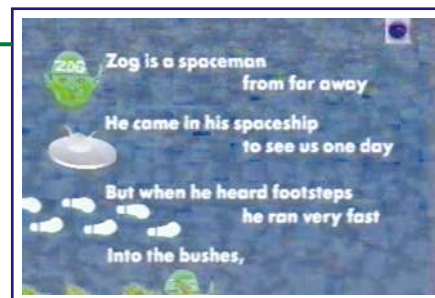 ZOG
Zog is a spaceman
from far away
He came in his spaceship
to see us one day
But when he heard footsteps
he ran very fast
Into the bushes,